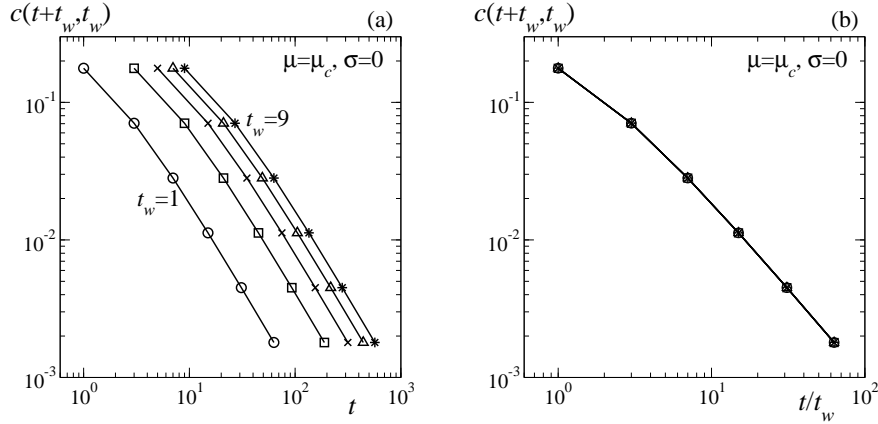 c(t+t_w,t_w) (a)
μ=μ_c, σ=0
10^-1
t_w=9
t_w=1
10^-2
10^-3
10^0 10^1 10^2 10^3
t
c(t+t_w,t_w) (b)
μ=μ_c, σ=0
10^-1
10^-2
10^-3
10^0 10^1 10^2
t/t_w